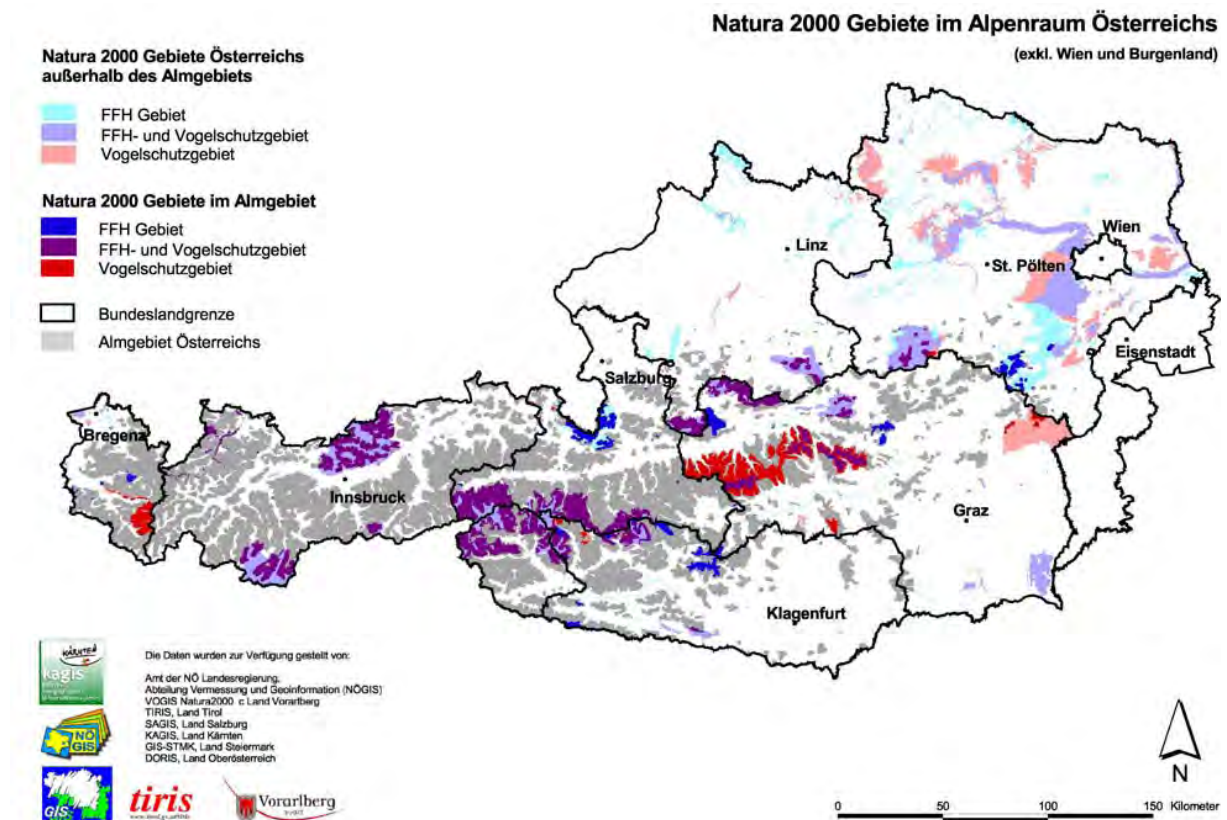 Natura 2000 Gebiete im Alpenraum Österreichs
(exkl. Wien und Burgenland)
Natura 2000 Gebiete Österreichs
außerhalb des Almgebiets
FFH Gebiet
FFH- und Vogelschutzgebiet
Vogelschutzgebiet
Natura 2000 Gebiete im Almgebiet
FFH Gebiet
FFH- und Vogelschutzgebiet
Vogelschutzgebiet
Bundeslandgrenze
Almgebiet Österreichs
Linz
Wien
St. Pölten
Eisenstadt
Salzburg
Bregenz
Innsbruck
Graz
Klagenfurt
Die Daten wurden zur Verfügung gestellt von:
Amt der NÖ Landesregierung,
Abteilung Vermessung und Geoinformation (NÖGIS)
VOGIS Natura2000 c Land Vorarlberg
TIRIS, Land Tirol
SAGIS, Land Salzburg
KAGIS, Land Kärnten
GIS-STMK, Land Steiermark
DORIS, Land Oberösterreich
KÄRNTEN
kagis
NÖ
GIS
GIS
tiris
Vorarlberg
N
0 50 100 150 Kilometer